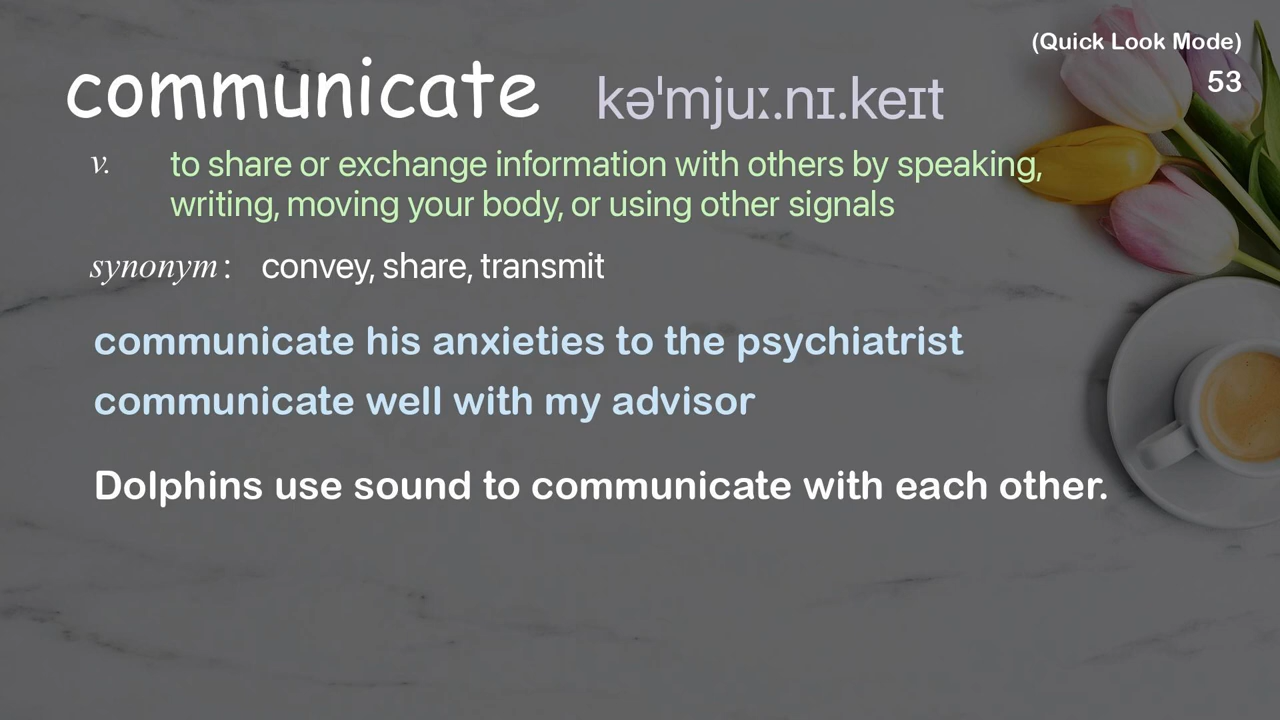 (Quick Look Mode)
53
communicate kəˈmjuː.nɪ.keɪt
v. to share or exchange information with others by speaking,
writing, moving your body, or using other signals
synonym: convey, share, transmit
communicate his anxieties to the psychiatrist
communicate well with my advisor
Dolphins use sound to communicate with each other.